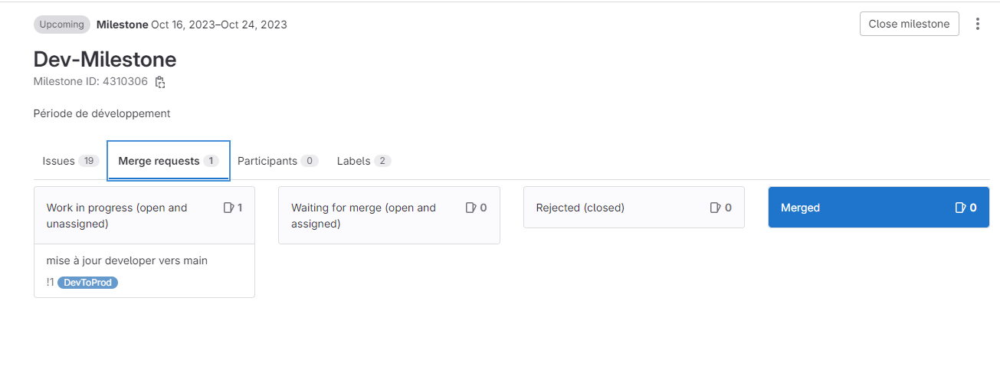 Upcoming Milestone Oct 16, 2023–Oct 24, 2023 Close milestone
Dev-Milestone
Milestone ID: 4310306
Période de développement
Issues 19 Merge requests 1 Participants 0 Labels 2
Work in progress (open and
unassigned) 1
Waiting for merge (open and
assigned) 0
Rejected (closed) 0
Merged 0
mise à jour developer vers main
!1 DevToProd